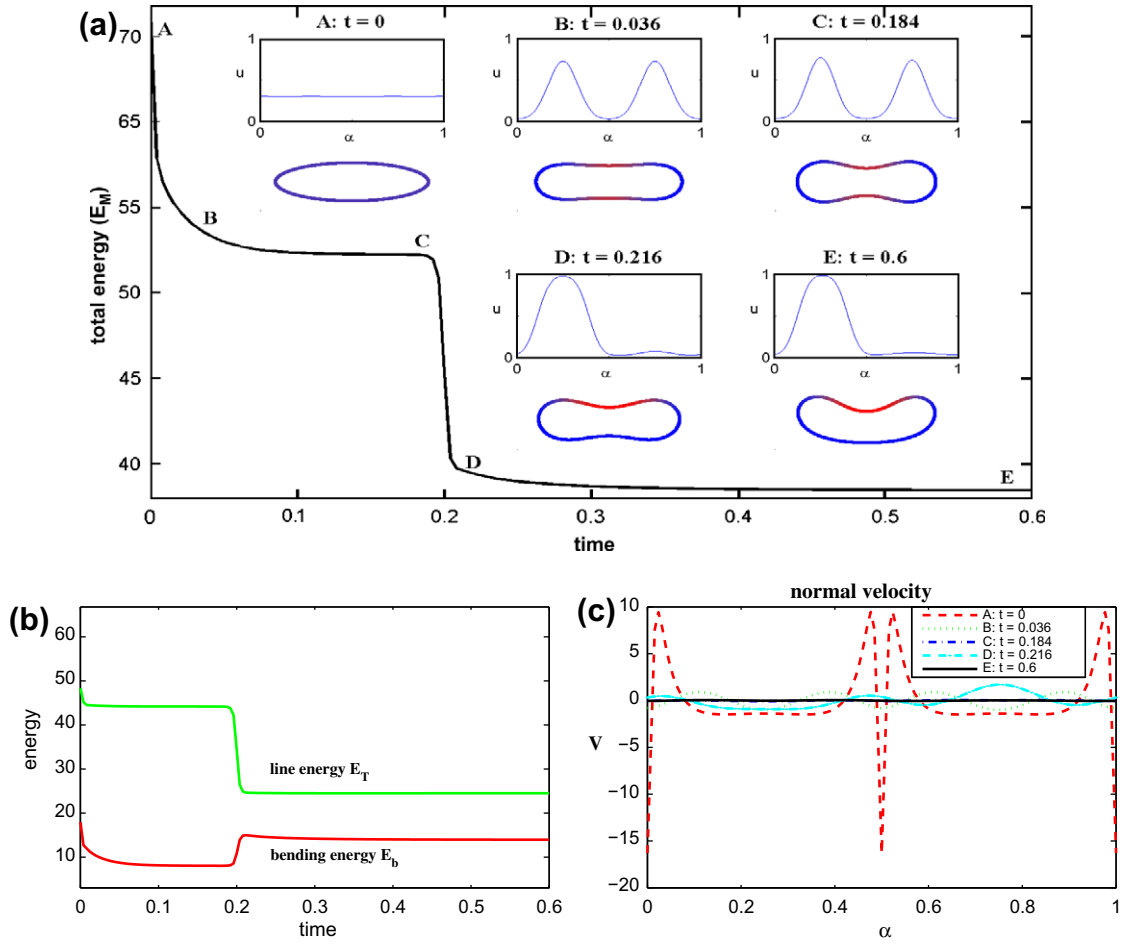 (a)
A
A: t = 0
B: t = 0.036
C: t = 0.184
1
u
0
0
α
1
1
u
0
0
α
1
1
u
0
0
α
1
70
65
55
52
45
40
total energy (E_M)
B
C
D: t = 0.216
E: t = 0.6
1
u
0
0
α
1
1
u
0
0
α
1
D
E
0
0.1
0.2
0.3
0.4
0.5
0.6
time
(b)
60
50
40
30
20
10
energy
line energy E_T
bending energy E_b
0
0.1
0.2
0.3
0.4
0.5
0.6
time
(c)
normal velocity
10
5
0
−5
−10
−15
−20
V
A: t = 0
B: t = 0.036
C: t = 0.184
D: t = 0.216
E: t = 0.6
0
0.2
0.4
0.6
0.8
1
α